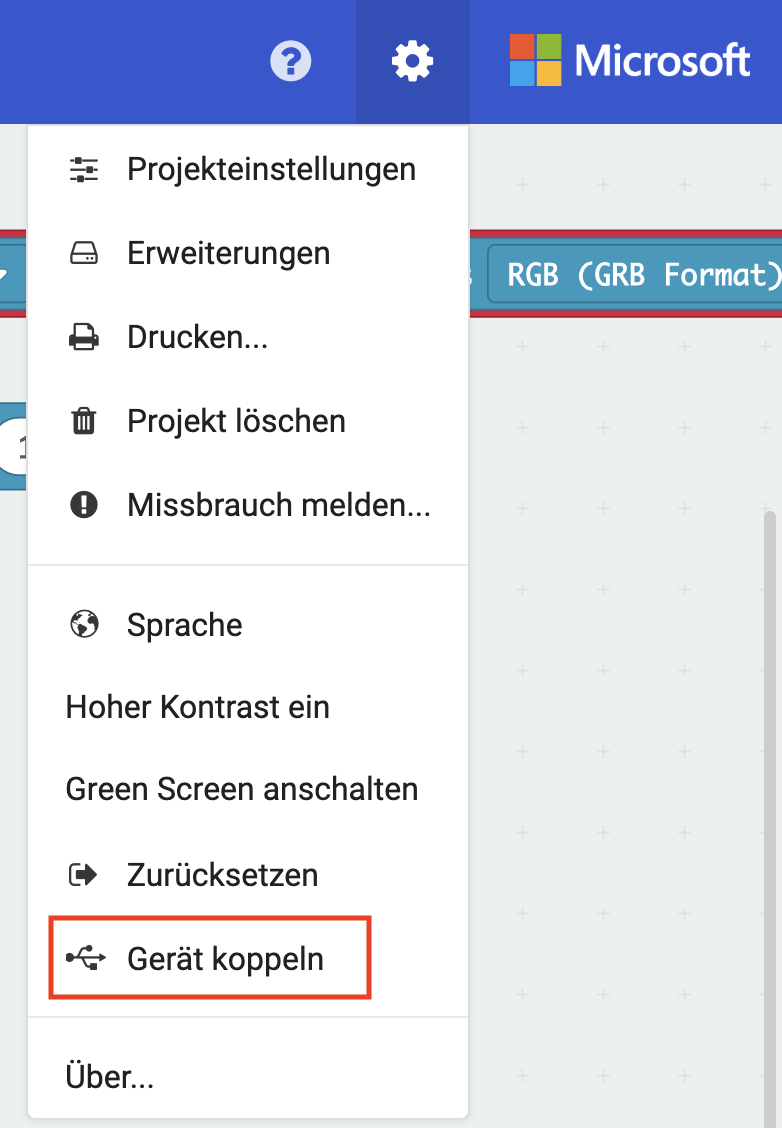 ?
Microsoft
Projekteinstellungen
Erweiterungen
RGB (GRB Format)
Drucken...
Projekt löschen
Missbrauch melden...
Sprache
Hoher Kontrast ein
Green Screen anschalten
Zurücksetzen
Gerät koppeln
Über...